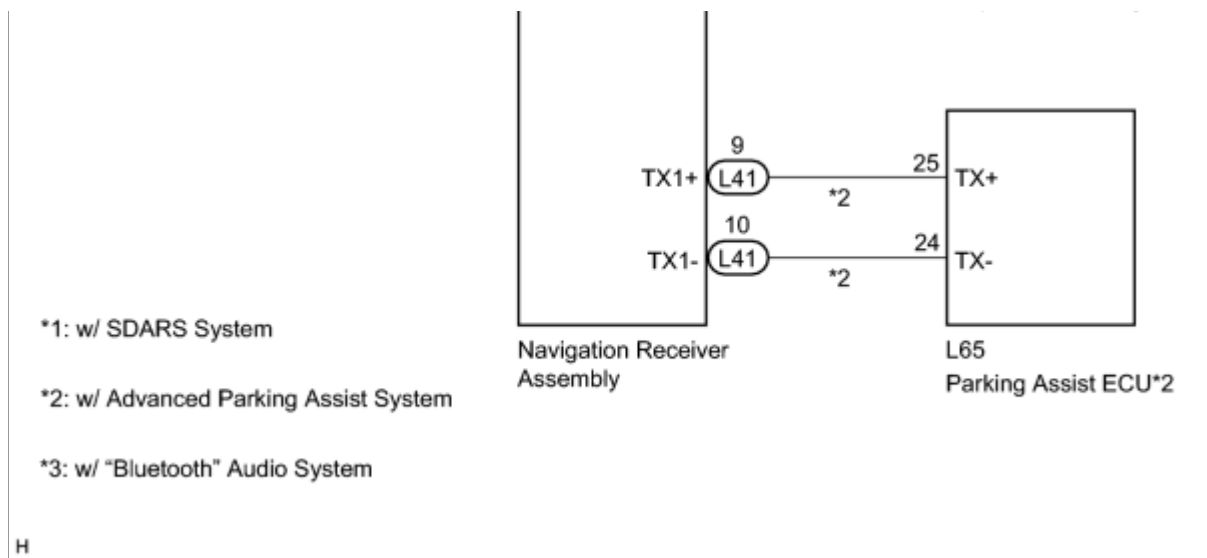 9
TX1+ L41 25 TX+
*2
10
TX1- L41 24 TX-
*2
*1: w/ SDARS System
Navigation Receiver
Assembly
L65
Parking Assist ECU*2
*2: w/ Advanced Parking Assist System
*3: w/ “Bluetooth” Audio System
H